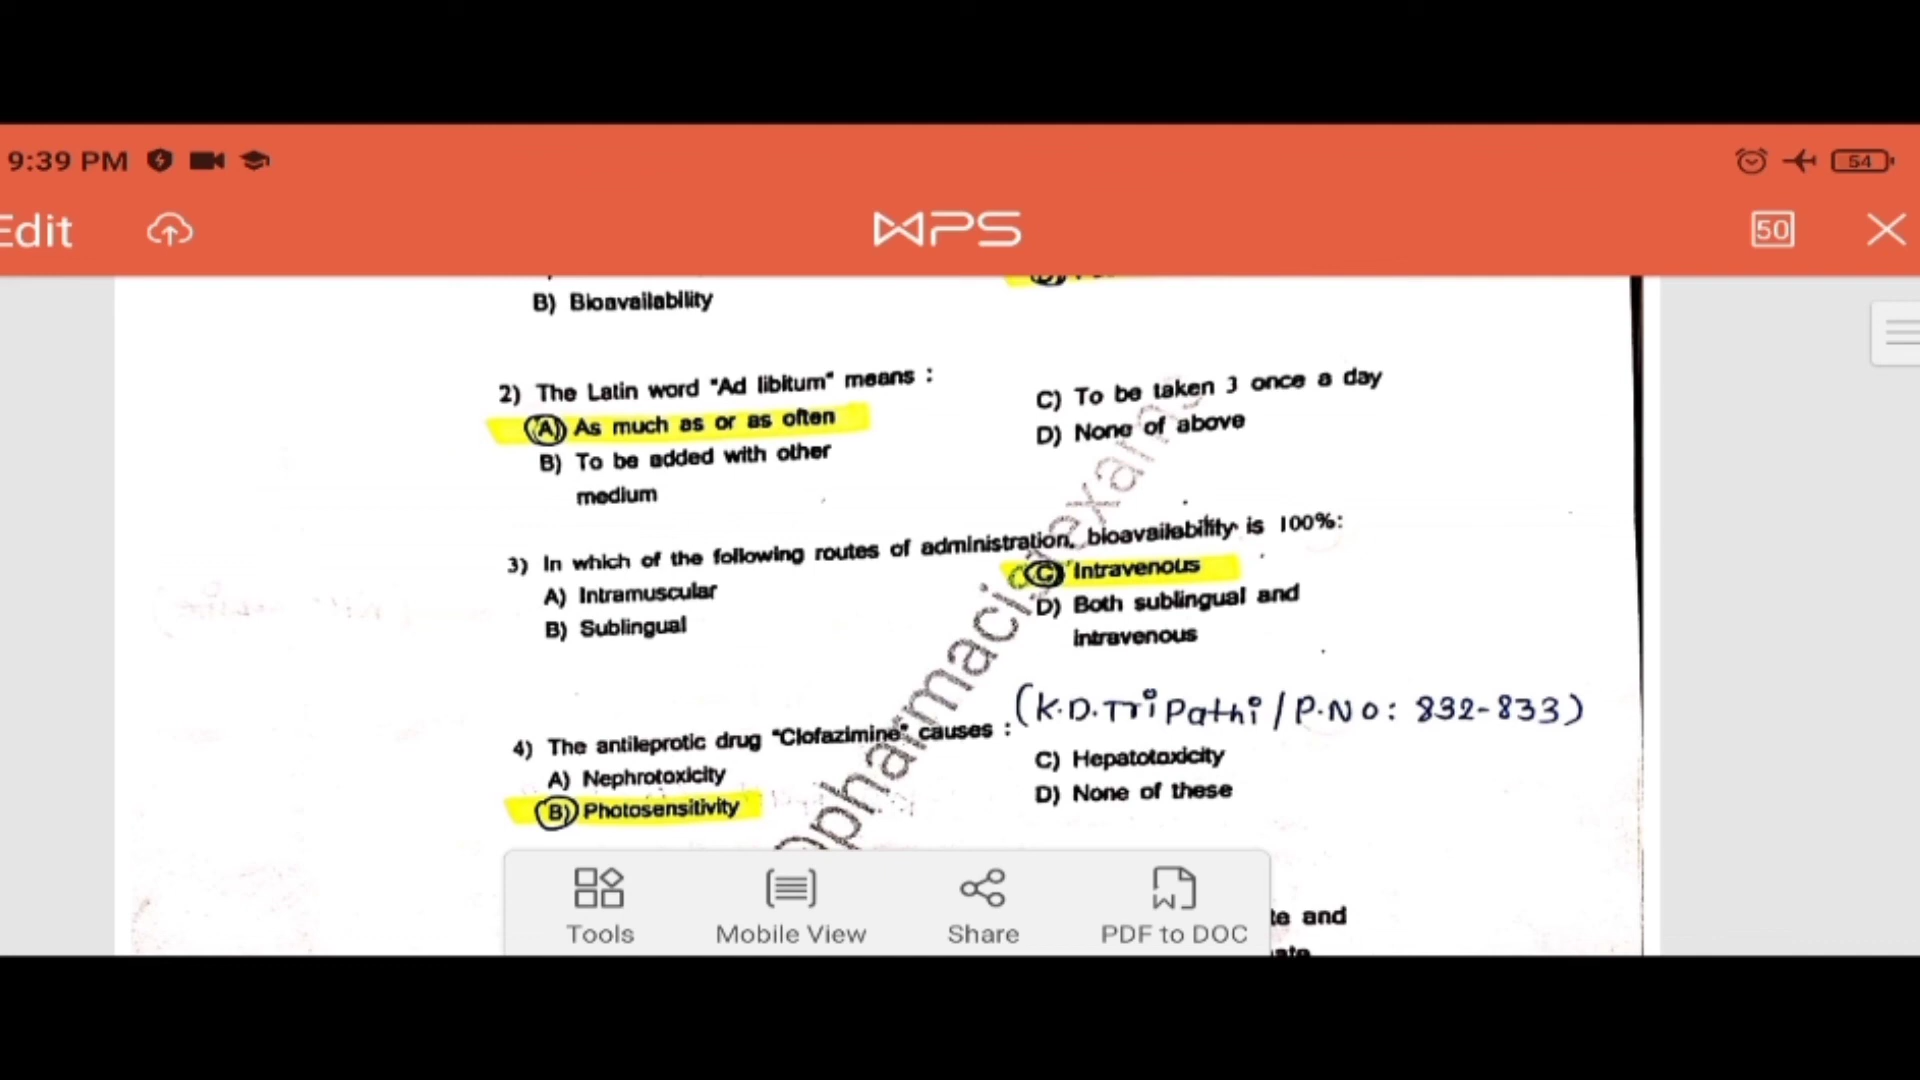 9:39 PM
54
Edit
WPS
50
B) Bioavailability
2) The Latin word "Ad libitum" means :
A) As much as or as often
B) To be added with other
medium
C) To be taken 3 once a day
D) None of above
3) In which of the following routes of administration, bioavailability is 100%:
A) Intramuscular
B) Sublingual
C) Intravenous
D) Both sublingual and
intravenous
(K.D.TriPathi / P.NO: 832-833)
4) The antileprotic drug "Clofazimine" causes :
A) Nephrotoxicity
B) Photosensitivity
C) Hepatotoxicity
D) None of these
pharmacistexams
te and
ate
Tools
Mobile View
Share
PDF to DOC